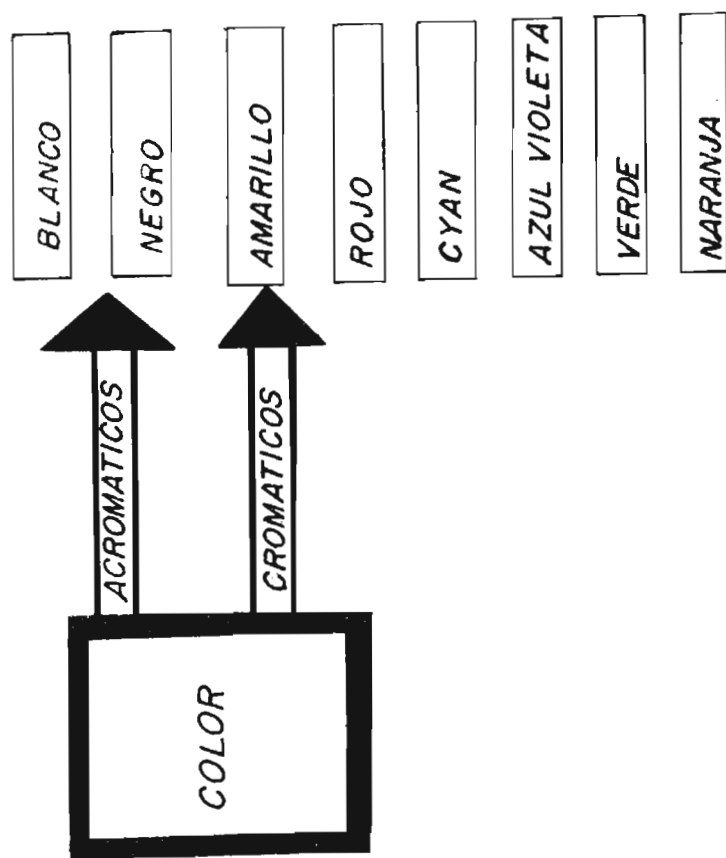 COLOR
ACROMATICOS
CROMATICOS
BLANCO
NEGRO
AMARILLO
ROJO
CYAN
AZUL VIOLETA
VERDE
NARANJA